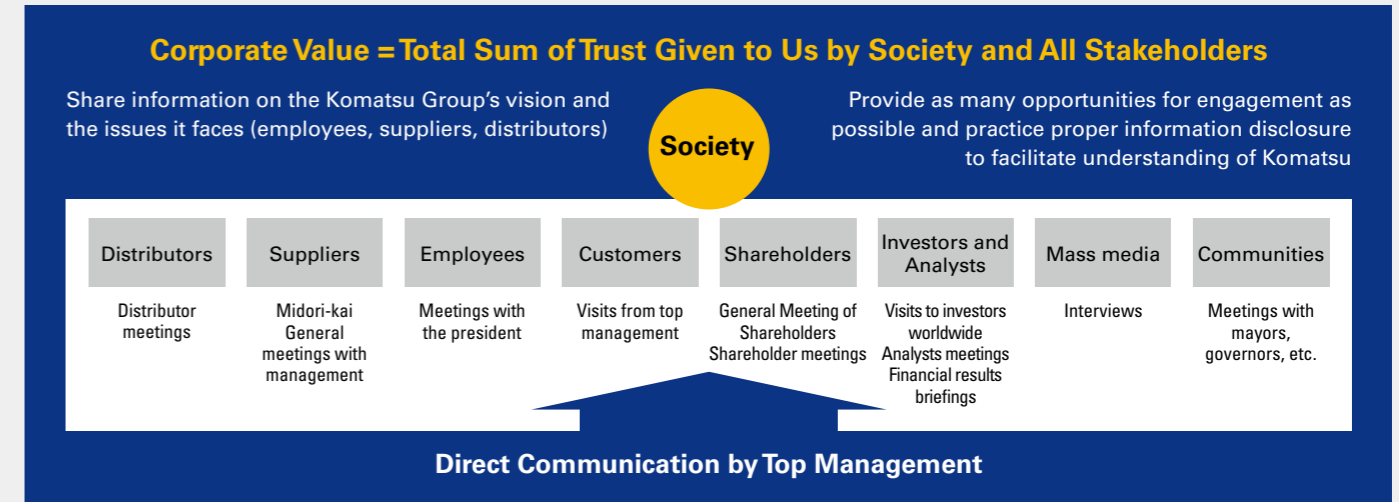 Corporate Value = Total Sum of Trust Given to Us by Society and All Stakeholders
Share information on the Komatsu Group's vision and
the issues it faces (employees, suppliers, distributors)
Society
Provide as many opportunities for engagement as
possible and practice proper information disclosure
to facilitate understanding of Komatsu
Distributors
Distributor
meetings
Suppliers
Midori-kai
General
meetings with
management
Employees
Meetings with
the president
Customers
Visits from top
management
Shareholders
General Meeting of
Shareholders
Shareholder meetings
Investors and
Analysts
Visits to investors
worldwide
Analysts meetings
Financial results
briefings
Mass media
Interviews
Communities
Meetings with
mayors,
governors, etc.
Direct Communication by Top Management